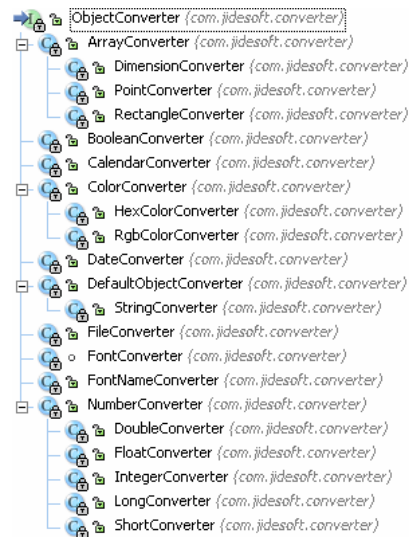 ObjectConverter (com.jidesoft.converter)
ArrayConverter (com.jidesoft.converter)
DimensionConverter (com.jidesoft.converter)
PointConverter (com.jidesoft.converter)
RectangleConverter (com.jidesoft.converter)
BooleanConverter (com.jidesoft.converter)
CalendarConverter (com.jidesoft.converter)
ColorConverter (com.jidesoft.converter)
HexColorConverter (com.jidesoft.converter)
RgbColorConverter (com.jidesoft.converter)
DateConverter (com.jidesoft.converter)
DefaultObjectConverter (com.jidesoft.converter)
StringConverter (com.jidesoft.converter)
FileConverter (com.jidesoft.converter)
FontConverter (com.jidesoft.converter)
FontNameConverter (com.jidesoft.converter)
NumberConverter (com.jidesoft.converter)
DoubleConverter (com.jidesoft.converter)
FloatConverter (com.jidesoft.converter)
IntegerConverter (com.jidesoft.converter)
LongConverter (com.jidesoft.converter)
ShortConverter (com.jidesoft.converter)